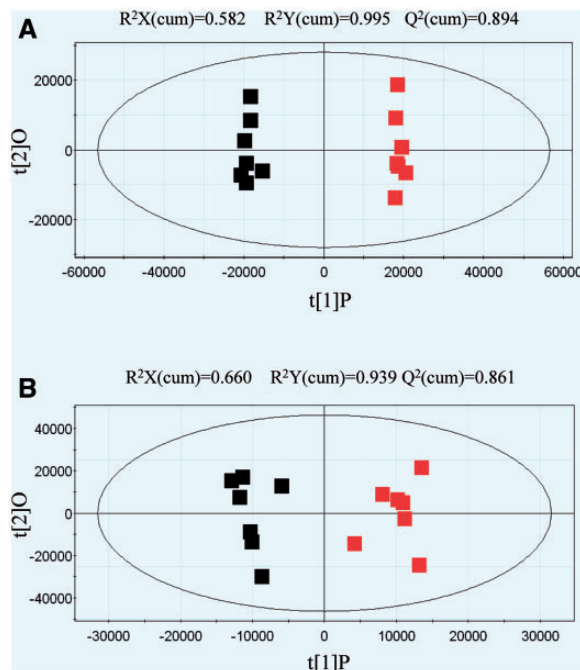 A
R²X(cum)=0.582 R²Y(cum)=0.995 Q²(cum)=0.894
20000
0
-20000
t[2]O
-60000 -40000 -20000 0 20000 40000 60000
t[1]P
B
R²X(cum)=0.660 R²Y(cum)=0.939 Q²(cum)=0.861
40000
20000
0
-20000
-40000
t[2]O
-30000 -20000 -10000 0 10000 20000 30000
t[1]P